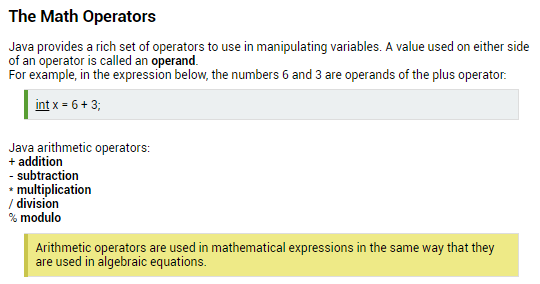 The Math Operators
Java provides a rich set of operators to use in manipulating variables. A value used on either side
of an operator is called an operand.
For example, in the expression below, the numbers 6 and 3 are operands of the plus operator:
int x = 6 + 3;
Java arithmetic operators:
+ addition
- subtraction
* multiplication
/ division
% modulo
Arithmetic operators are used in mathematical expressions in the same way that they
are used in algebraic equations.